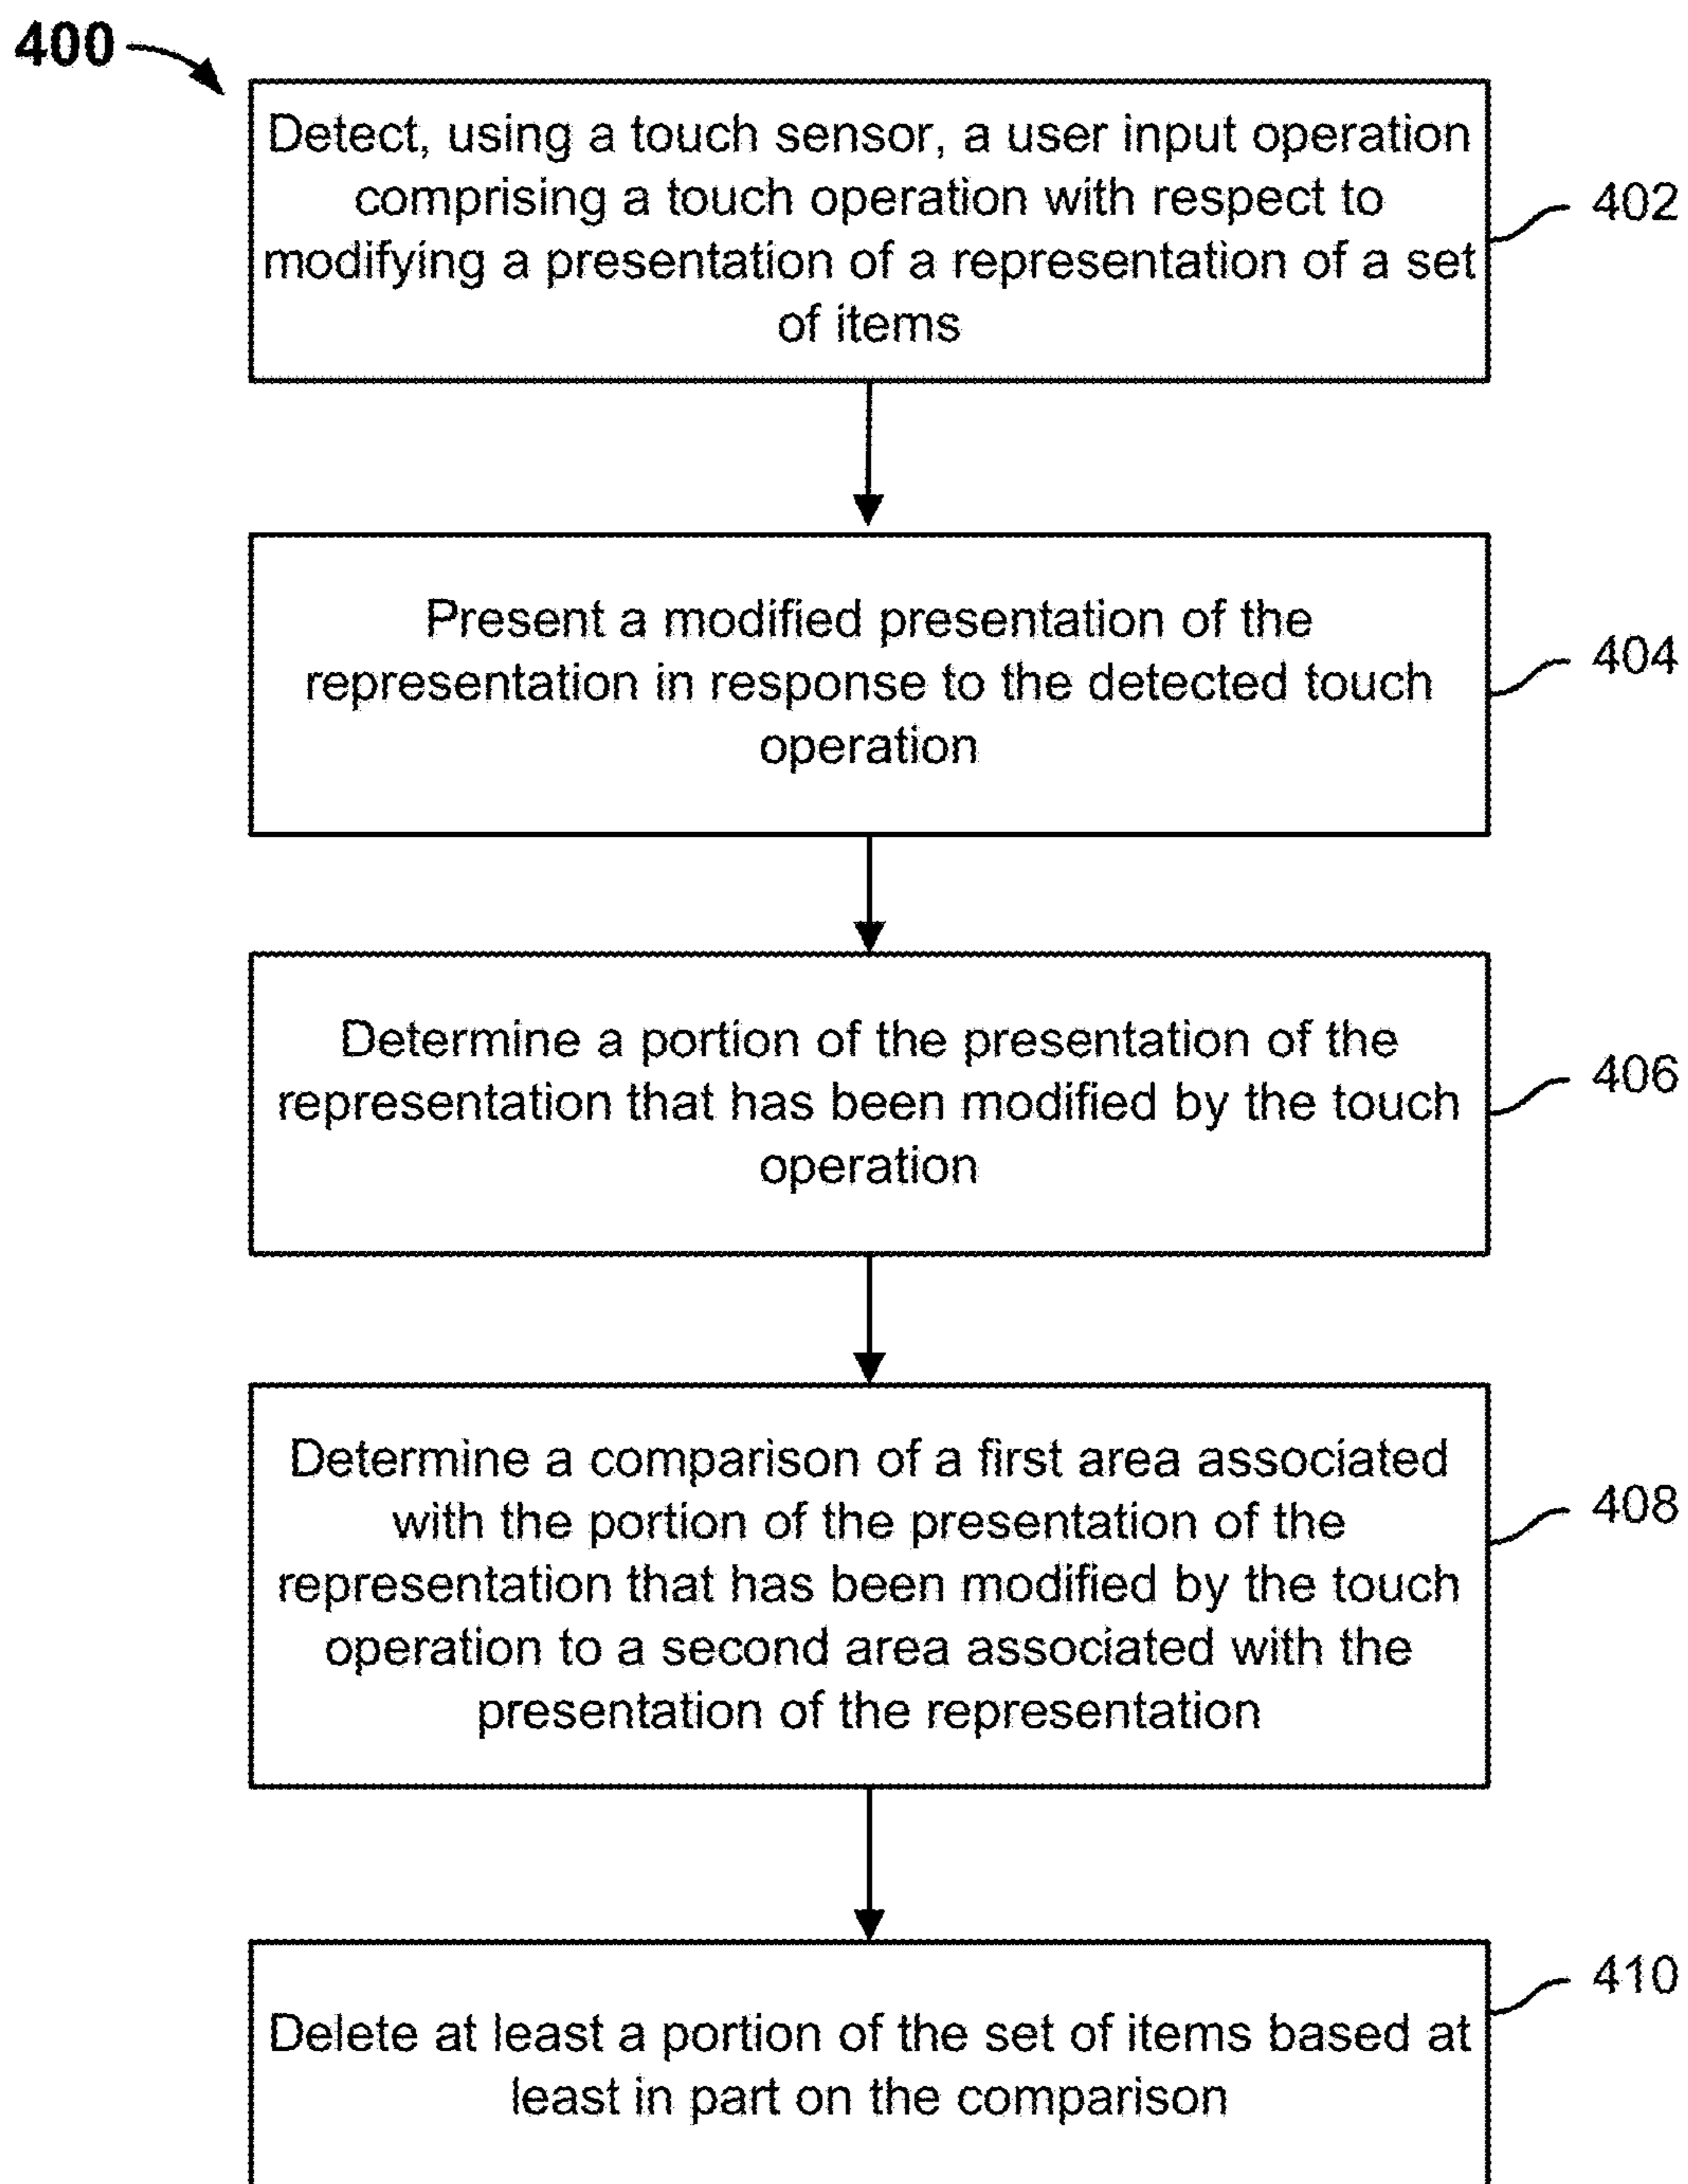 400
Detect, using a touch sensor, a user input operation
comprising a touch operation with respect to
modifying a presentation of a representation of a set
of items
402
Present a modified presentation of the
representation in response to the detected touch
operation
404
Determine a portion of the presentation of the
representation that has been modified by the touch
operation
406
Determine a comparison of a first area associated
with the portion of the presentation of the
representation that has been modified by the touch
operation to a second area associated with the
presentation of the representation
408
Delete at least a portion of the set of items based at
least in part on the comparison
410